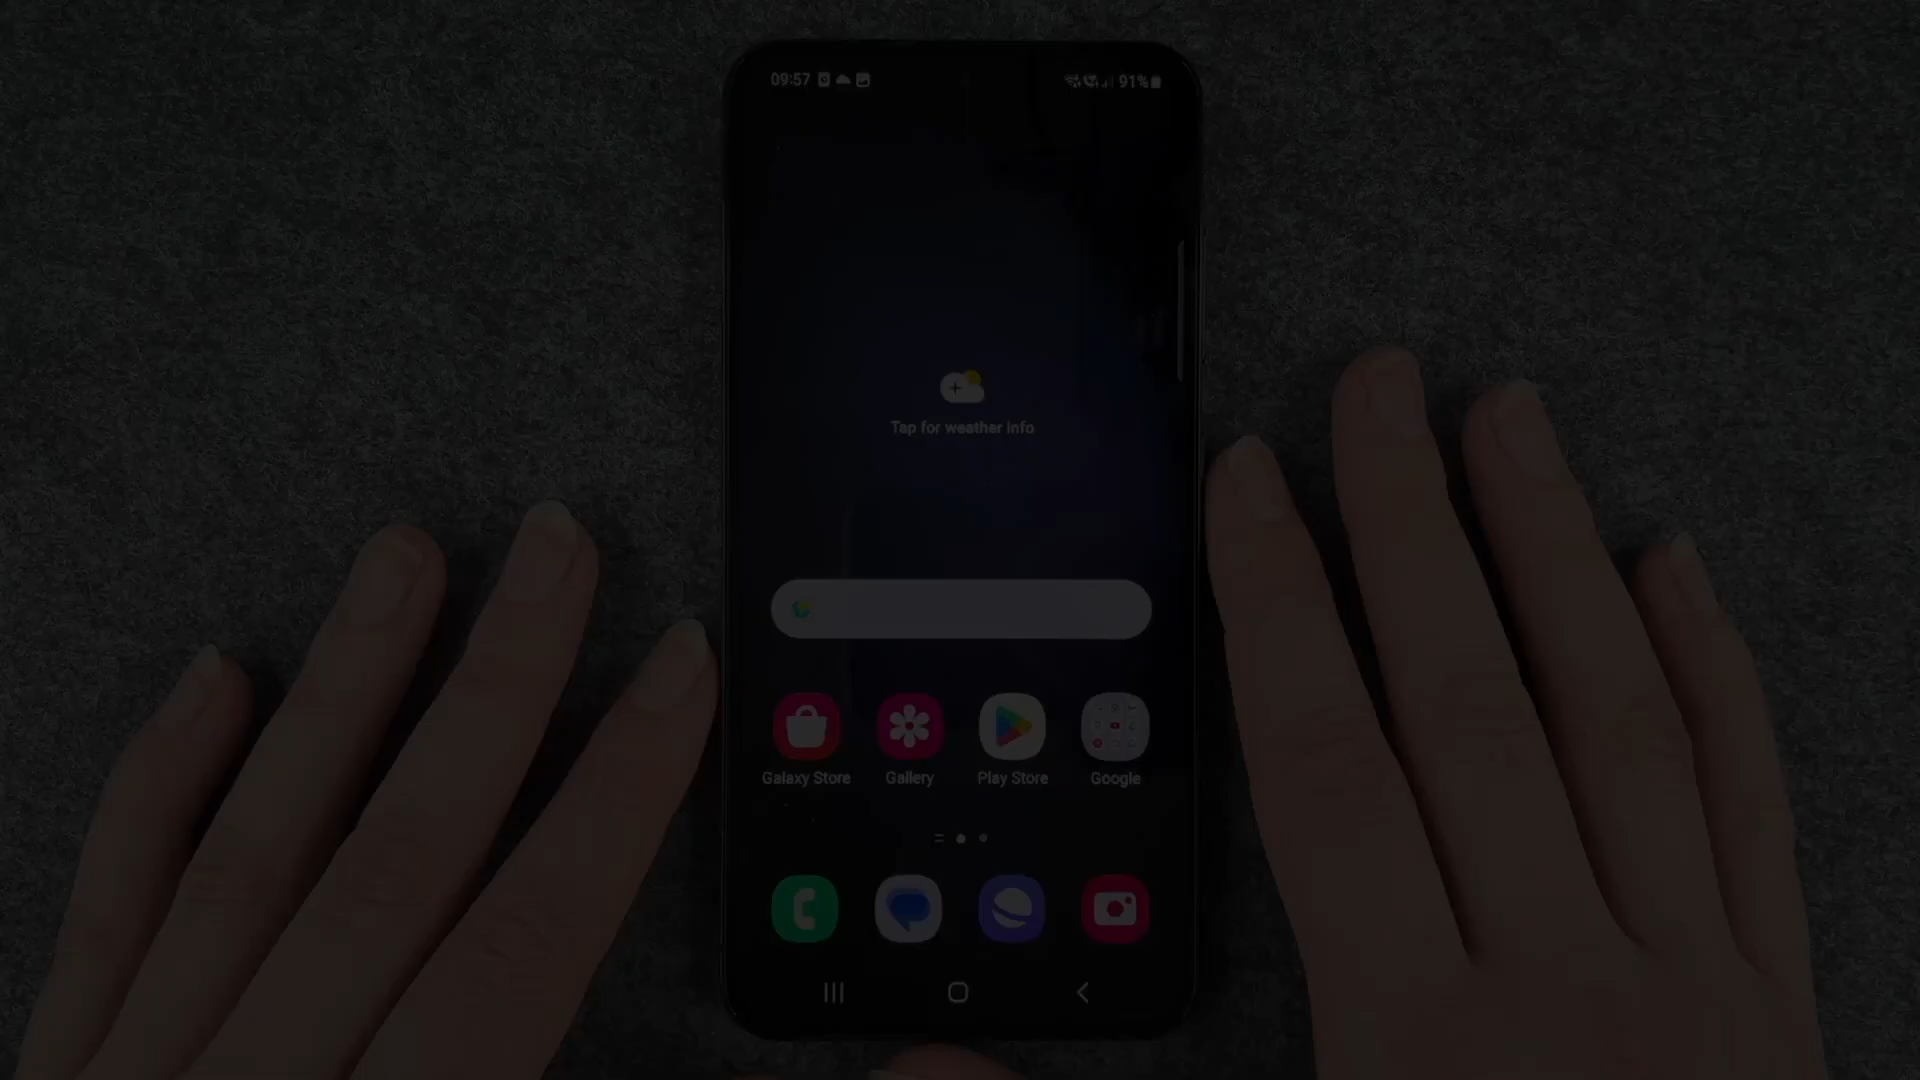 09:57
91%
Tap for weather info
Galaxy Store
Gallery
Play Store
Google